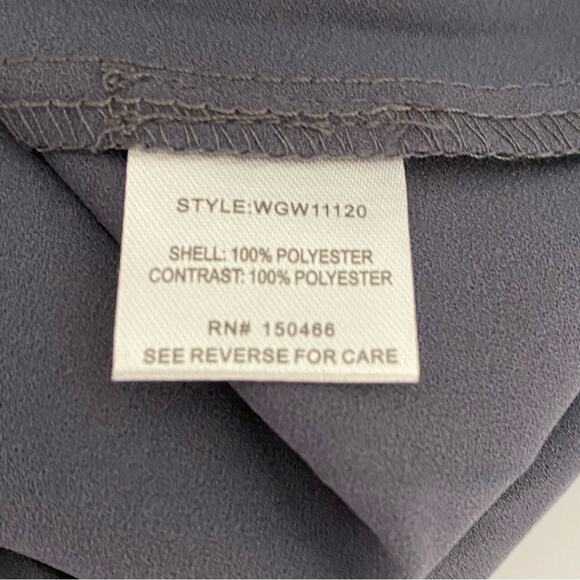 STYLE:WGW11120
SHELL: 100% POLYESTER
CONTRAST: 100% POLYESTER
RN# 150466
SEE REVERSE FOR CARE